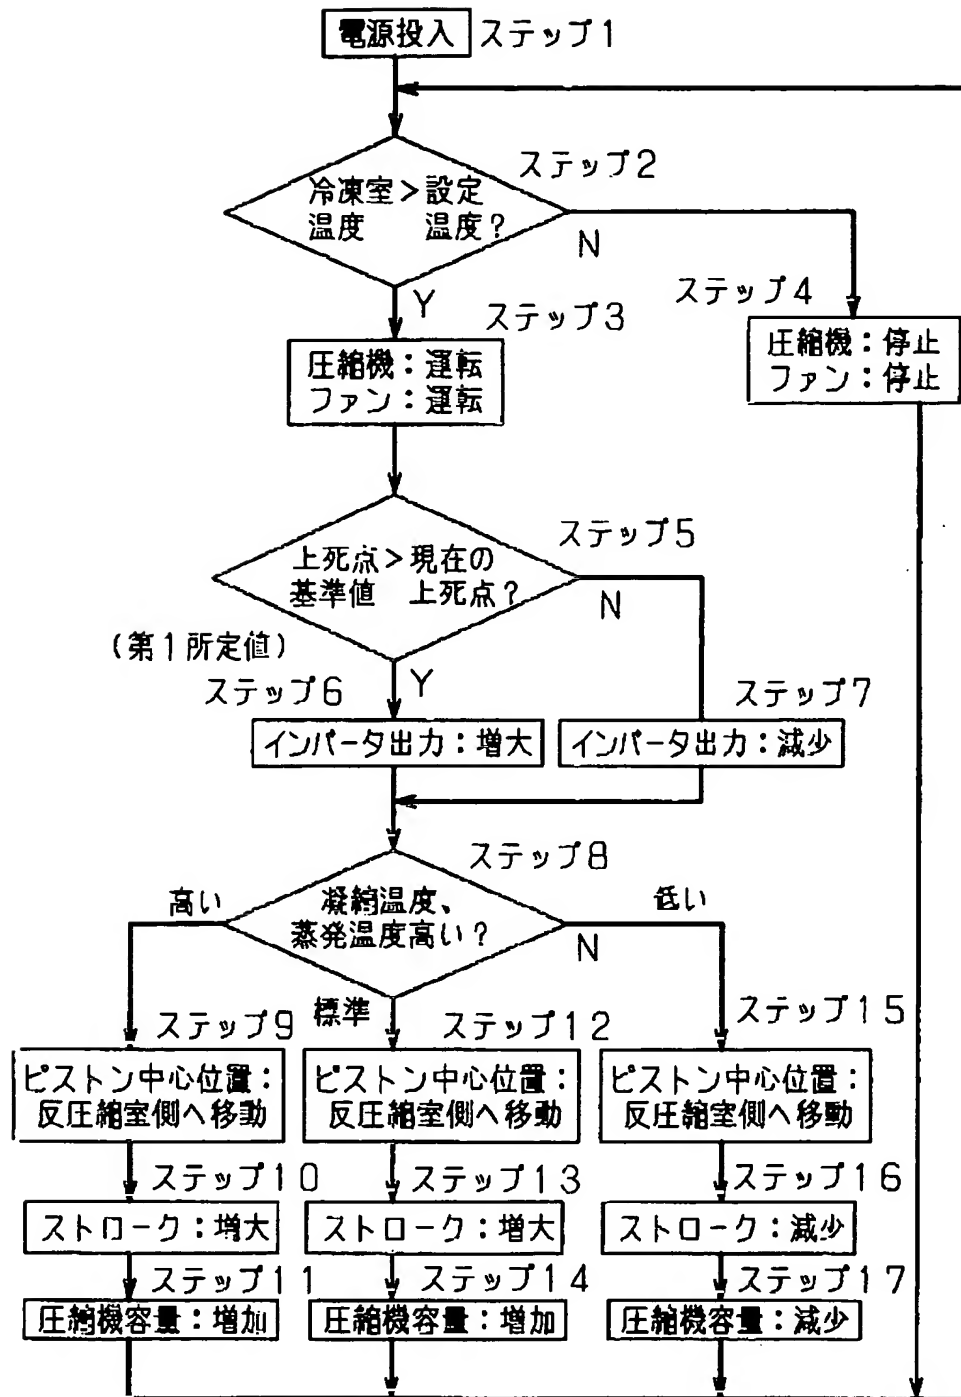 電源投入 ステップ1
ステップ2
冷凍室>設定
温度 温度?
N
Y
ステップ3
ステップ4
圧縮機:運転
ファン:運転
圧縮機:停止
ファン:停止
ステップ5
上死点>現在の
基準値 上死点?
N
(第1所定値)
Y
ステップ6
ステップ7
インバータ出力:増大
インバータ出力:減少
ステップ8
高い
凝縮温度、
蒸発温度高い?
低い
N
標準
ステップ9
ステップ12
ステップ15
ピストン中心位置:
反圧縮室側へ移動
ピストン中心位置:
反圧縮室側へ移動
ピストン中心位置:
反圧縮室側へ移動
ステップ10
ステップ13
ステップ16
ストローク:増大
ストローク:増大
ストローク:減少
ステップ11
ステップ14
ステップ17
圧縮機容量:増加
圧縮機容量:増加
圧縮機容量:減少